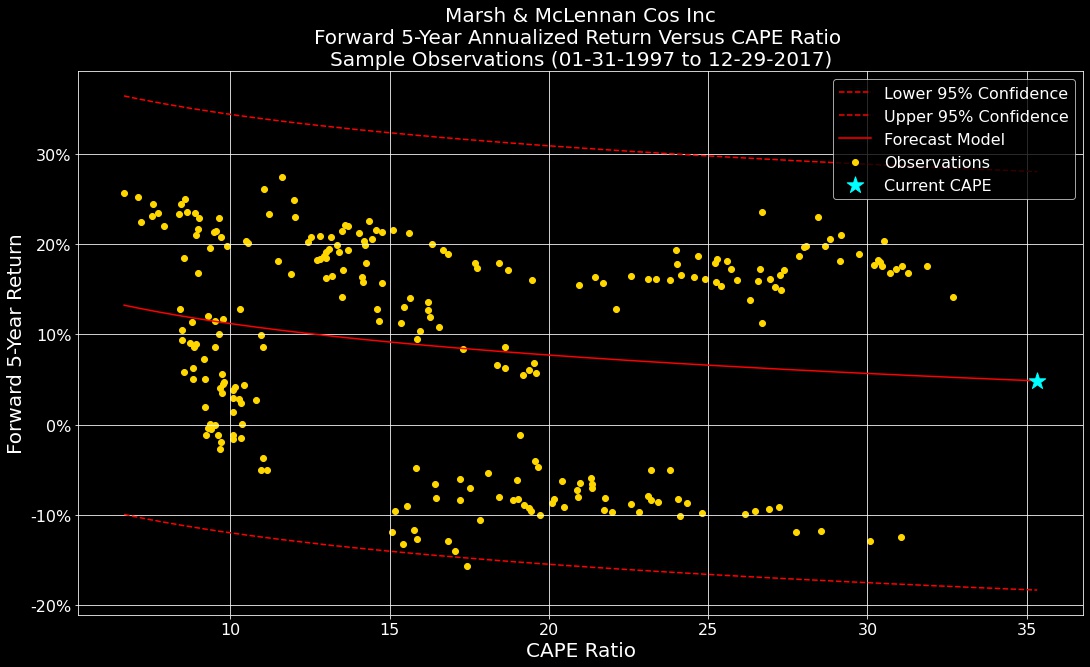 Marsh & McLennan Cos Inc
Forward 5-Year Annualized Return Versus CAPE Ratio
Sample Observations (01-31-1997 to 12-29-2017)
Lower 95% Confidence
Upper 95% Confidence
Forecast Model
Observations
Current CAPE
Forward 5-Year Return
30%
20%
10%
0%
-10%
-20%
10
15
20
25
30
35
CAPE Ratio